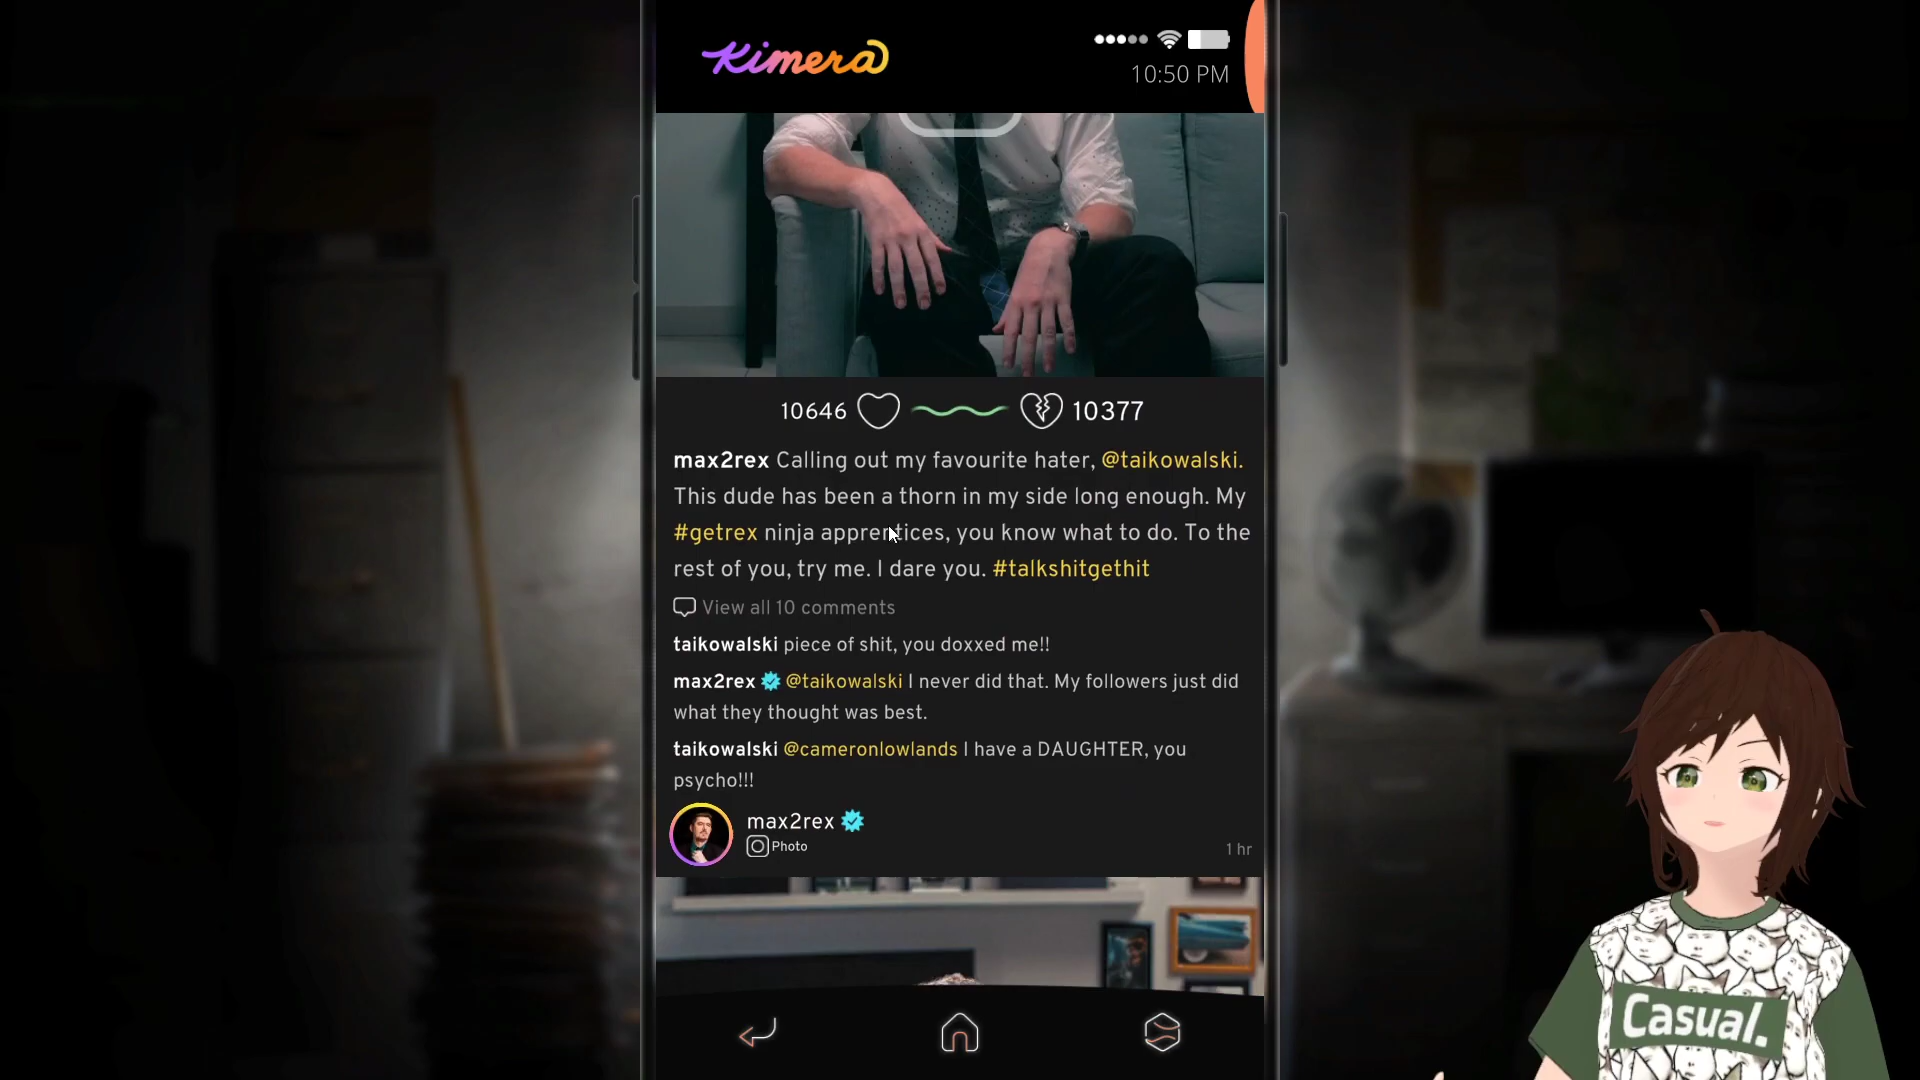 Kimera
10:50 PM
10646 10377
max2rex Calling out my favourite hater, @taikowalski.
This dude has been a thorn in my side long enough. My
#getrex ninja apprentices, you know what to do. To the
rest of you, try me. I dare you. #talkshitgethit
View all 10 comments
taikowalski piece of shit, you doxxed me!!
max2rex @taikowalski I never did that. My followers just did
what they thought was best.
taikowalski @cameronlowlands I have a DAUGHTER, you
psycho!!!
max2rex
Photo
1 hr
Casual.